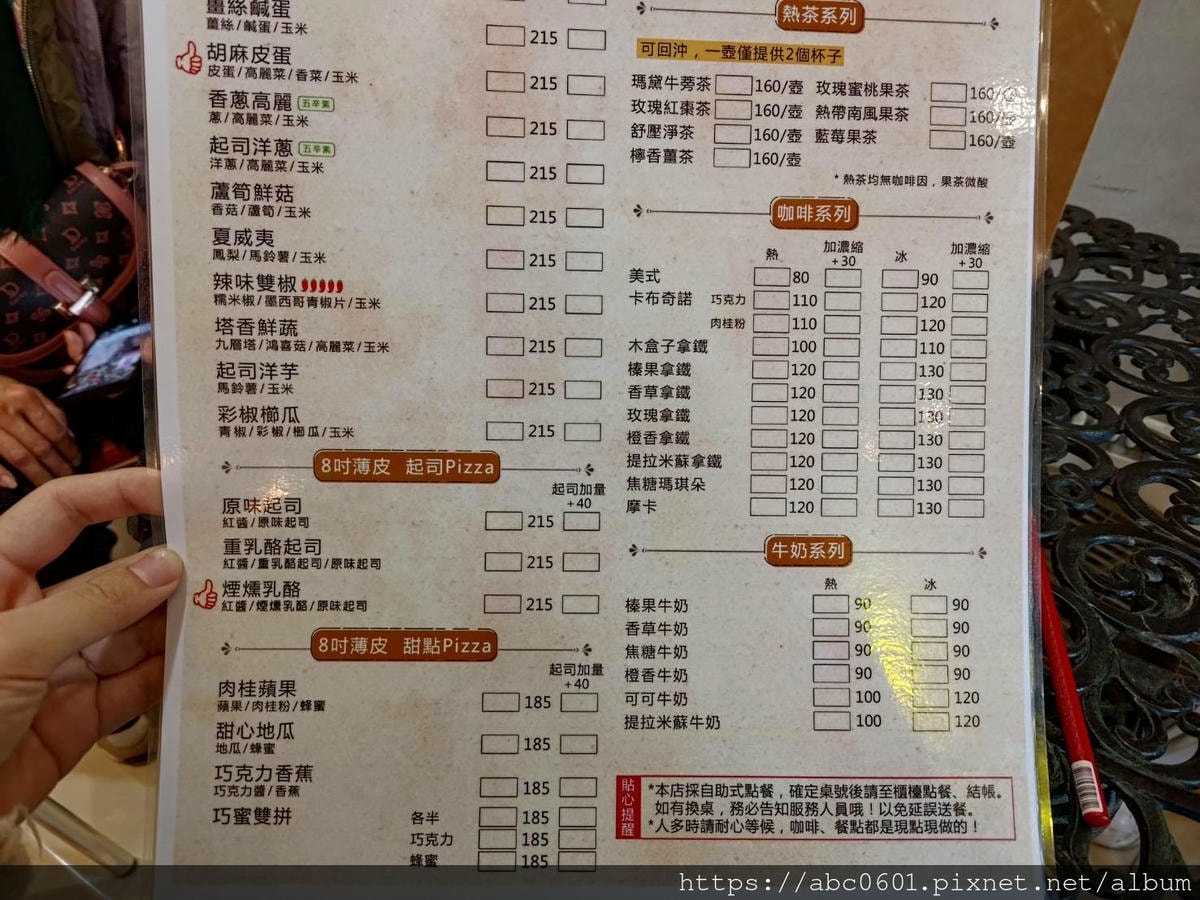 薑絲鹹蛋
薑絲/鹹蛋/玉米
215
胡麻皮蛋
皮蛋/高麗菜/香菜/玉米
215
香蔥高麗 五辛素
蔥/高麗菜/玉米
215
起司洋蔥 五辛素
洋蔥/高麗菜/玉米
215
蘆筍鮮菇
香菇/蘆筍/玉米
215
夏威夷
鳳梨/馬鈴薯/玉米
215
辣味雙椒
糯米椒/墨西哥青椒片/玉米
215
塔香鮮蔬
九層塔/鴻喜菇/高麗菜/玉米
215
起司洋芋
馬鈴薯/玉米
215
彩椒櫛瓜
青椒/彩椒/櫛瓜/玉米
215
8吋薄皮 起司Pizza
起司加量
+40
原味起司
紅醬/原味起司
215
重乳酪起司
紅醬/重乳酪起司/原味起司
215
煙燻乳酪
紅醬/煙燻乳酪/原味起司
215
8吋薄皮 甜點Pizza
起司加量
+40
肉桂蘋果
蘋果/肉桂粉/蜂蜜
185
甜心地瓜
地瓜/蜂蜜
185
巧克力香蕉
巧克力醬/香蕉
185
巧蜜雙拼
各半 185
巧克力 185
蜂蜜 185
熱茶系列
可回沖，一壺僅提供2個杯子
瑪黛牛蒡茶 160/壺 玫瑰蜜桃果茶 160/壺
玫瑰紅棗茶 160/壺 熱帶南風果茶 160/壺
舒壓淨茶 160/壺 藍莓果茶 160/壺
檸香薑茶 160/壺
*熱茶均無咖啡因，果茶微酸
咖啡系列
熱 加濃縮+30 冰 加濃縮+30
美式 80 90
卡布奇諾 巧克力 110 120
肉桂粉 110 120
木盒子拿鐵 100 110
榛果拿鐵 120 130
香草拿鐵 120 130
玫瑰拿鐵 120 130
橙香拿鐵 120 130
提拉米蘇拿鐵 120 130
焦糖瑪琪朵 120 130
摩卡 120 130
牛奶系列
熱 冰
榛果牛奶 90 90
香草牛奶 90 90
焦糖牛奶 90 90
橙香牛奶 90 90
可可牛奶 100 120
提拉米蘇牛奶 100 120
貼心提醒
*本店採自助式點餐，確定桌號後請至櫃檯點餐、結帳。
如有換桌，務必告知服務人員哦！以免延誤送餐。
*人多時請耐心等候，咖啡、餐點都是現點現做的！
https://abc0601.pixnet.net/album